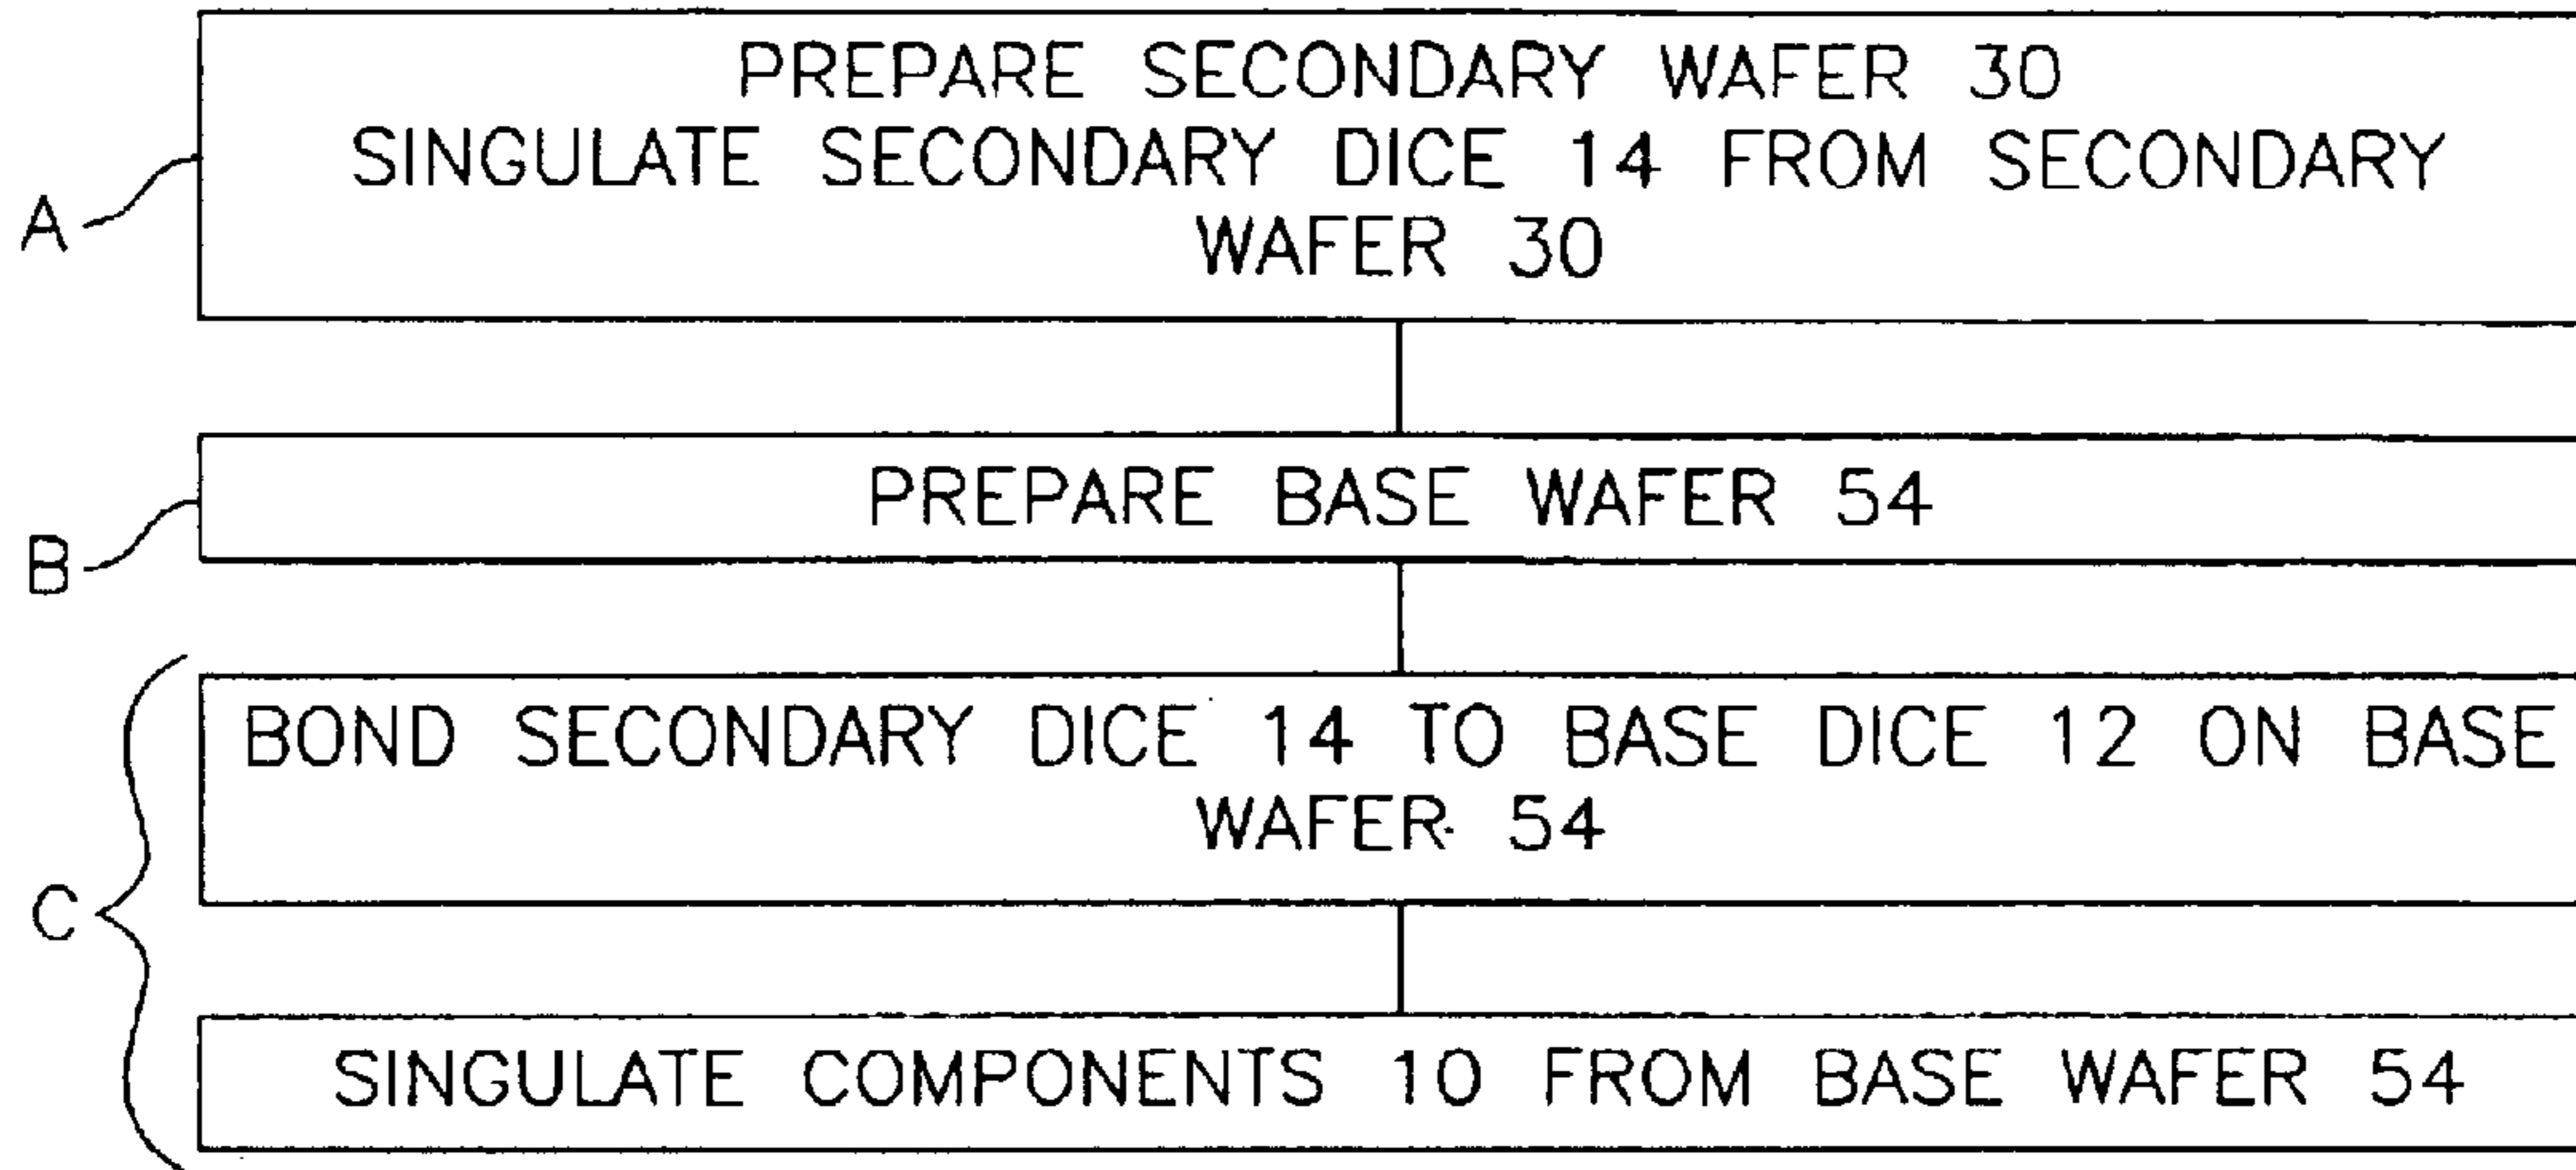 PREPARE SECONDARY WAFER 30
SINGULATE SECONDARY DICE 14 FROM SECONDARY
WAFER 30
A
PREPARE BASE WAFER 54
B
BOND SECONDARY DICE 14 TO BASE DICE 12 ON BASE
WAFER 54
C
SINGULATE COMPONENTS 10 FROM BASE WAFER 54